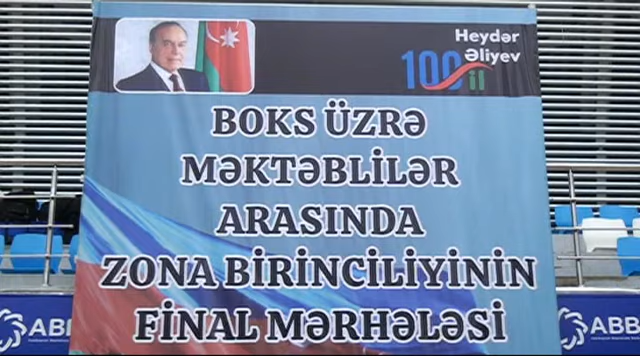 Heydər
Əliyev
100 il
BOKS ÜZRƏ
MƏKTƏBLİLƏR
ARASINDA
ZONA BİRİNCİLİYİNİN
FİNAL MƏRHƏLƏSİ
ABB